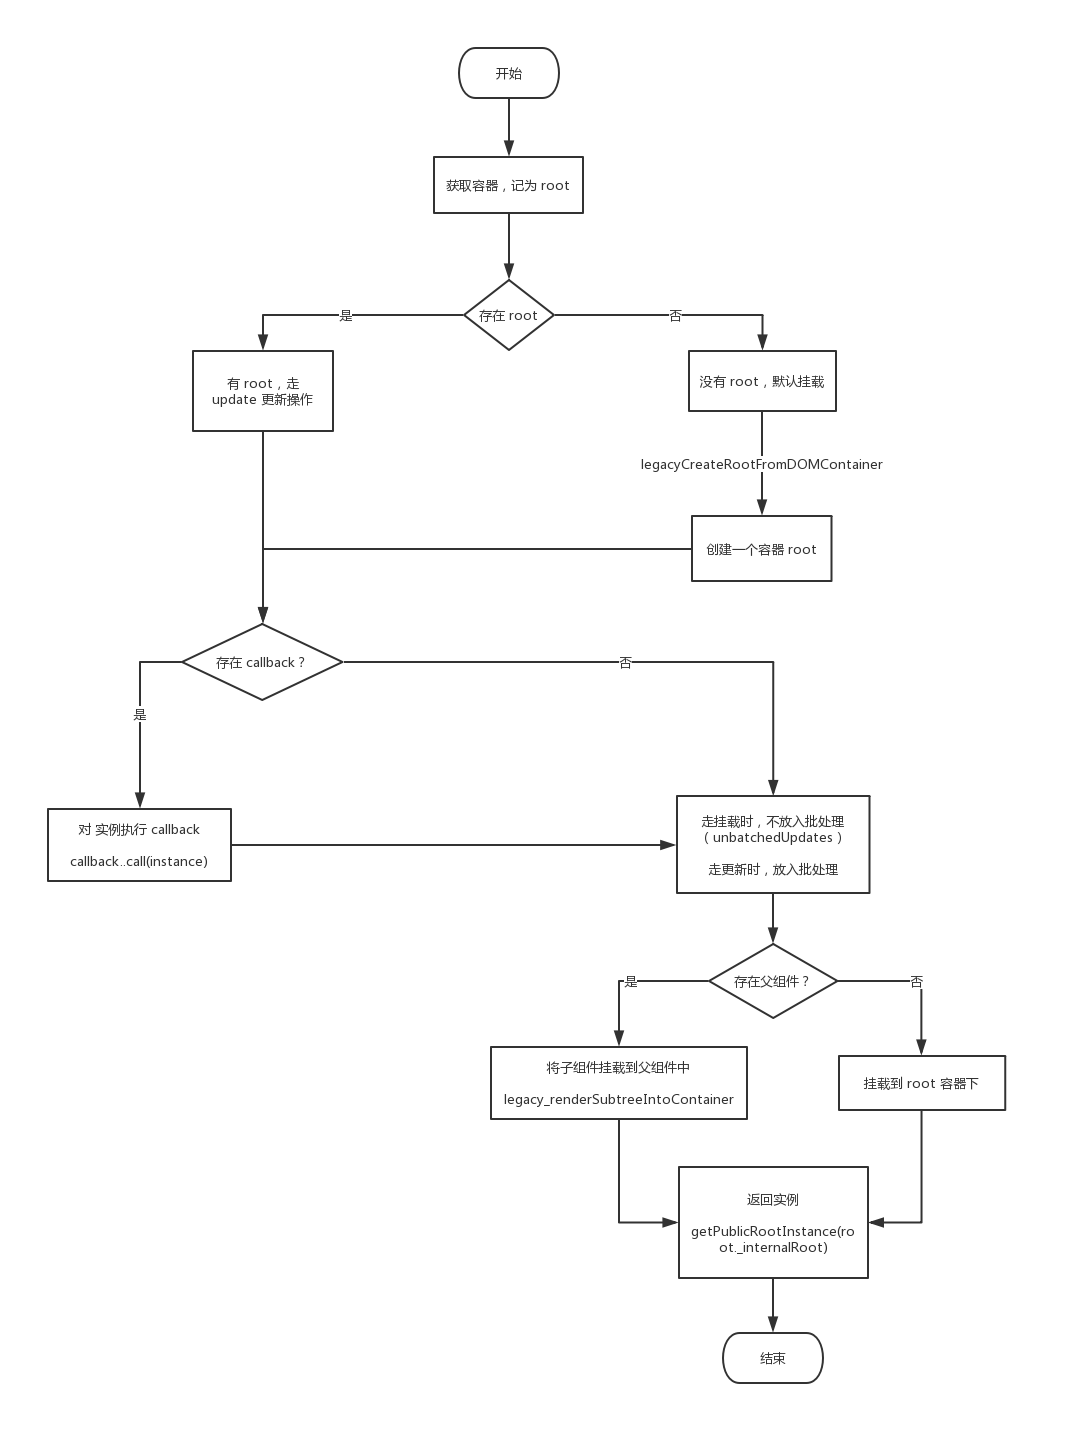 开始
获取容器，记为 root
存在 root
是
否
有 root，走
update 更新操作
没有 root，默认挂载
legacyCreateRootFromDOMContainer
创建一个容器 root
存在 callback？
否
是
对 实例执行 callback
callback..call(instance)
走挂载时，不放入批处理
（unbatchedUpdates）
走更新时，放入批处理
存在父组件？
是
否
将子组件挂载到父组件中
legacy_renderSubtreeIntoContainer
挂载到 root 容器下
返回实例
getPublicRootInstance(ro
ot._internalRoot)
结束